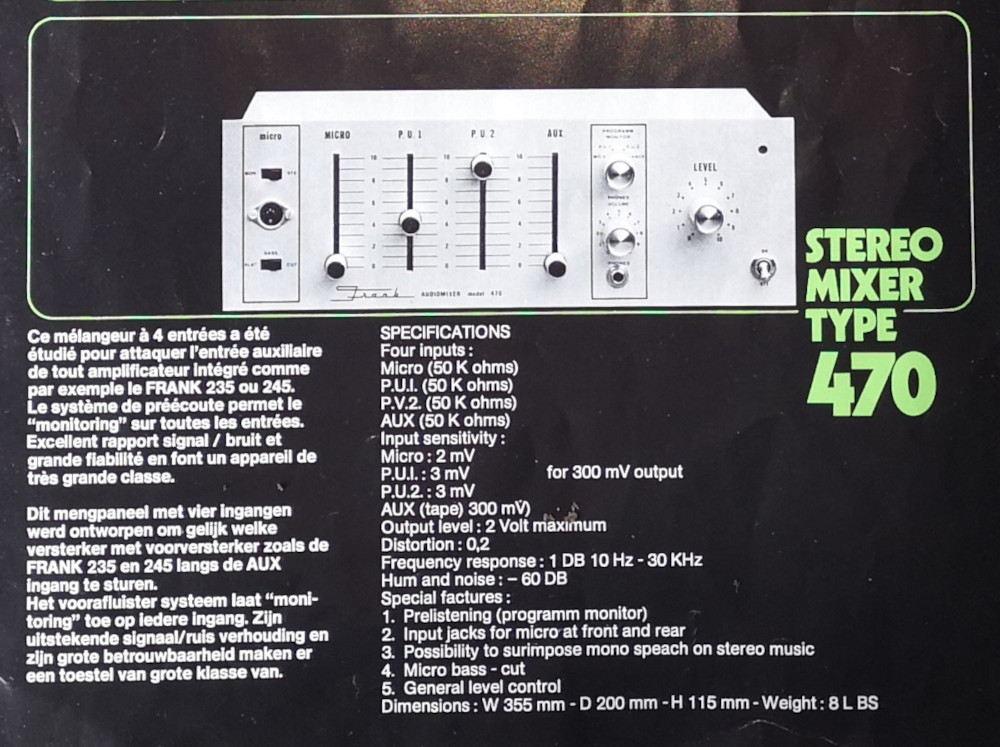 micro
MICRO
P.U.1
P.U.2
AUX
PROGRAMM
MONITOR
LEVEL
MON
STE
BASS
FLAT
CUT
PHONES
VOLUME
PHONES
Frank AUDIOMIXER model 470
STEREO
MIXER
TYPE
470
Ce mélangeur à 4 entrées a été
étudié pour attaquer l'entrée auxiliaire
de tout amplificateur intégré comme
par exemple le FRANK 235 ou 245.
Le système de préécoute permet le
“monitoring” sur toutes les entrées.
Excellent rapport signal / bruit et
grande fiabilité en font un appareil de
très grande classe.
Dit mengpaneel met vier ingangen
werd ontworpen om gelijk welke
versterker met voorversterker zoals de
FRANK 235 en 245 langs de AUX
ingang te sturen.
Het voorafluister systeem laat “moni-
toring” toe op iedere ingang. Zijn
uitstekende signaal/ruis verhouding en
zijn grote betrouwbaarheid maken er
een toestel van grote klasse van.
SPECIFICATIONS
Four inputs :
Micro (50 K ohms)
P.U.I. (50 K ohms)
P.V.2. (50 K ohms)
AUX (50 K ohms)
Input sensitivity :
Micro : 2 mV
P.U.I. : 3 mV for 300 mV output
P.U.2. : 3 mV
AUX (tape) 300 mV)
Output level : 2 Volt maximum
Distortion : 0,2
Frequency response : 1 DB 10 Hz - 30 KHz
Hum and noise : – 60 DB
Special factures :
1. Prelistening (programm monitor)
2. Input jacks for micro at front and rear
3. Possibility to surimpose mono speach on stereo music
4. Micro bass - cut
5. General level control
Dimensions : W 355 mm - D 200 mm - H 115 mm - Weight : 8 L BS